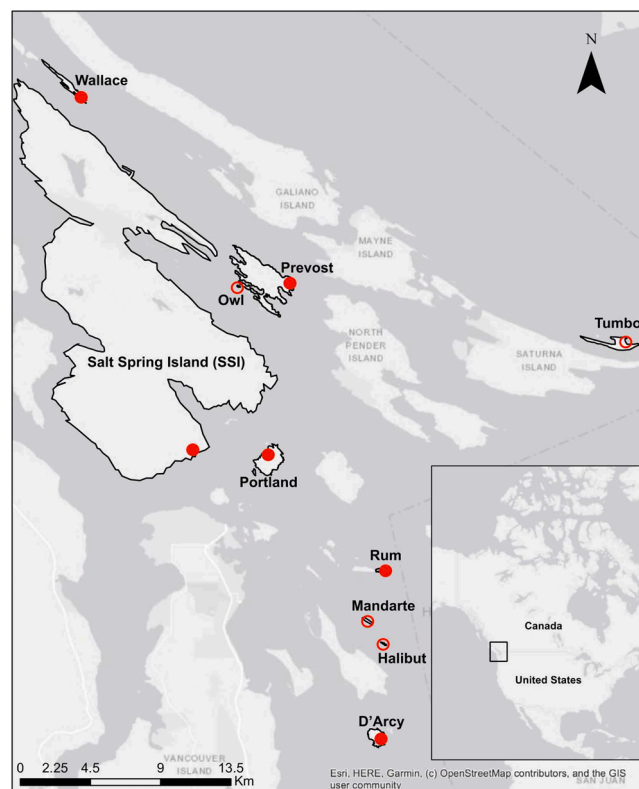 N
Wallace
GALIANO
ISLAND
MAYNE
ISLAND
Prevost
Owl
Tumbo
NORTH
PENDER
ISLAND
SATURNA
ISLAND
Salt Spring Island (SSI)
Portland
Rum
Mandarte
Halibut
D'Arcy
Canada
United States
VANCOUVER
ISLAND
0 2.25 4.5 9 13.5
Km
Esri, HERE, Garmin, (c) OpenStreetMap contributors, and the GIS
user community
SAN JUAN